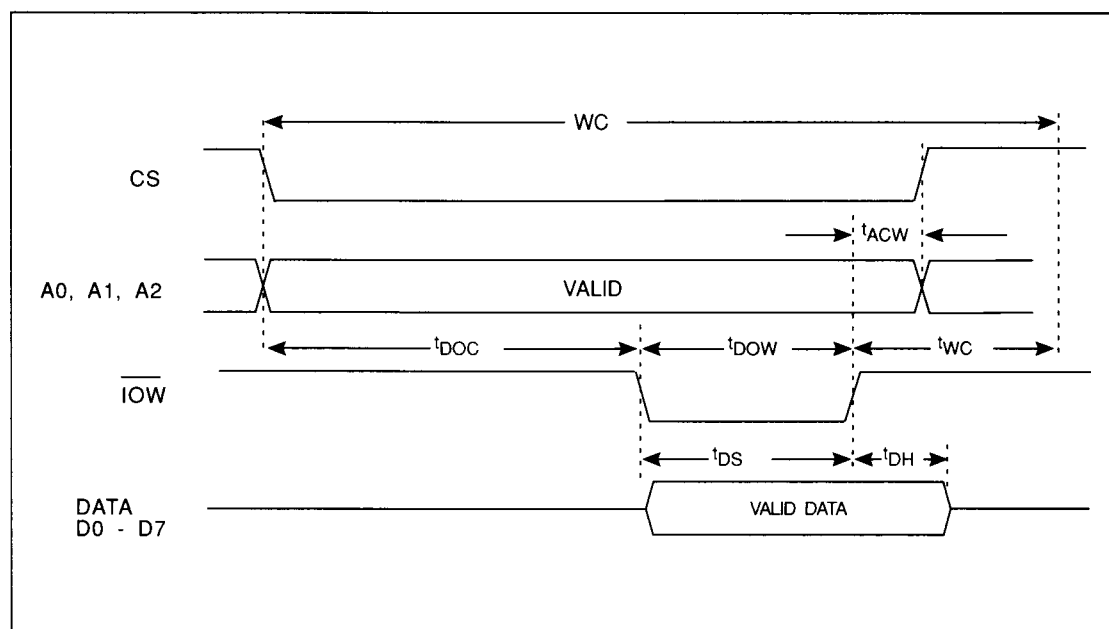 WC
CS
tACW
A0, A1, A2
VALID
tDOC
tDOW
tWC
IOW
tDS
tDH
DATA
D0 - D7
VALID DATA